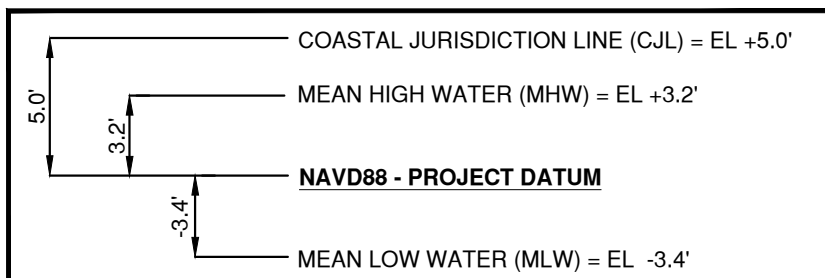 COASTAL JURISDICTION LINE (CJL) = EL +5.0'
5.0'
MEAN HIGH WATER (MHW) = EL +3.2'
3.2'
NAVD88 - PROJECT DATUM
-3.4'
MEAN LOW WATER (MLW) = EL -3.4'